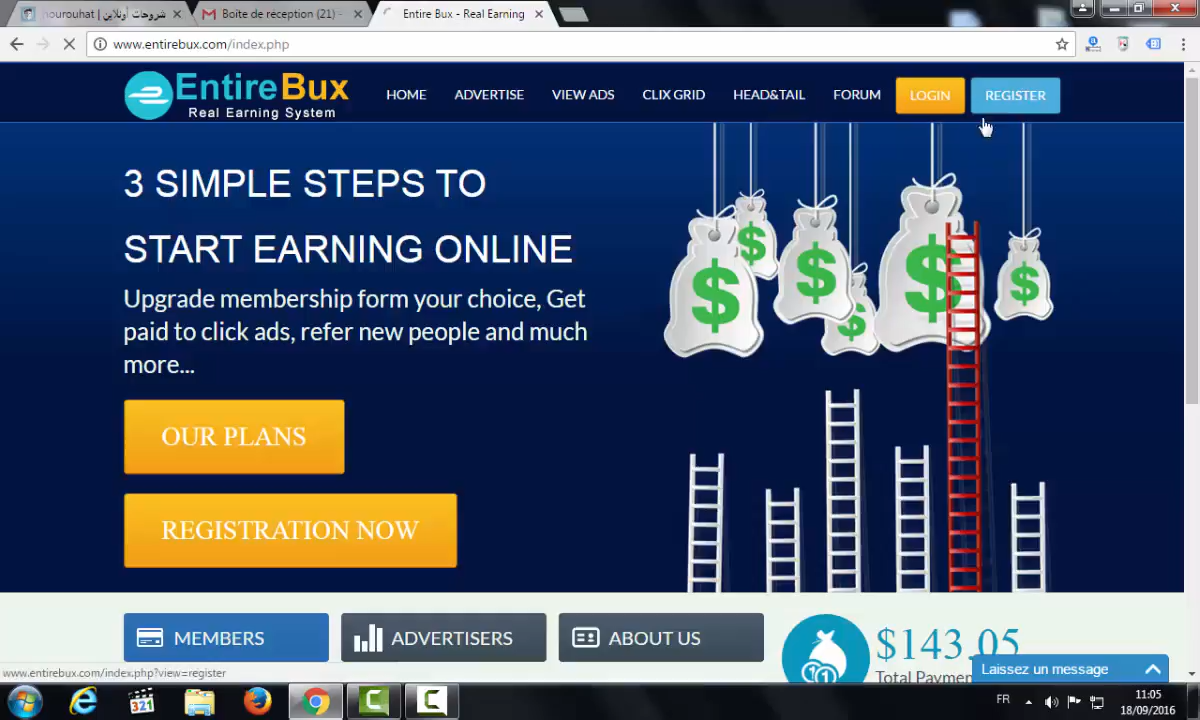 شروحات أونلاين | nourouhat
Boîte de réception (21) -
Entire Bux - Real Earning
www.entirebux.com/index.php
EntireBux
Real Earning System
HOME ADVERTISE VIEW ADS CLIX GRID HEAD&TAIL FORUM LOGIN REGISTER
3 SIMPLE STEPS TO
START EARNING ONLINE
Upgrade membership form your choice, Get
paid to click ads, refer new people and much
more...
OUR PLANS
REGISTRATION NOW
MEMBERS ADVERTISERS ABOUT US
$143.05
Total Payme
Laissez un message
www.entirebux.com/index.php?view=register
321
FR
11:05
18/09/2016